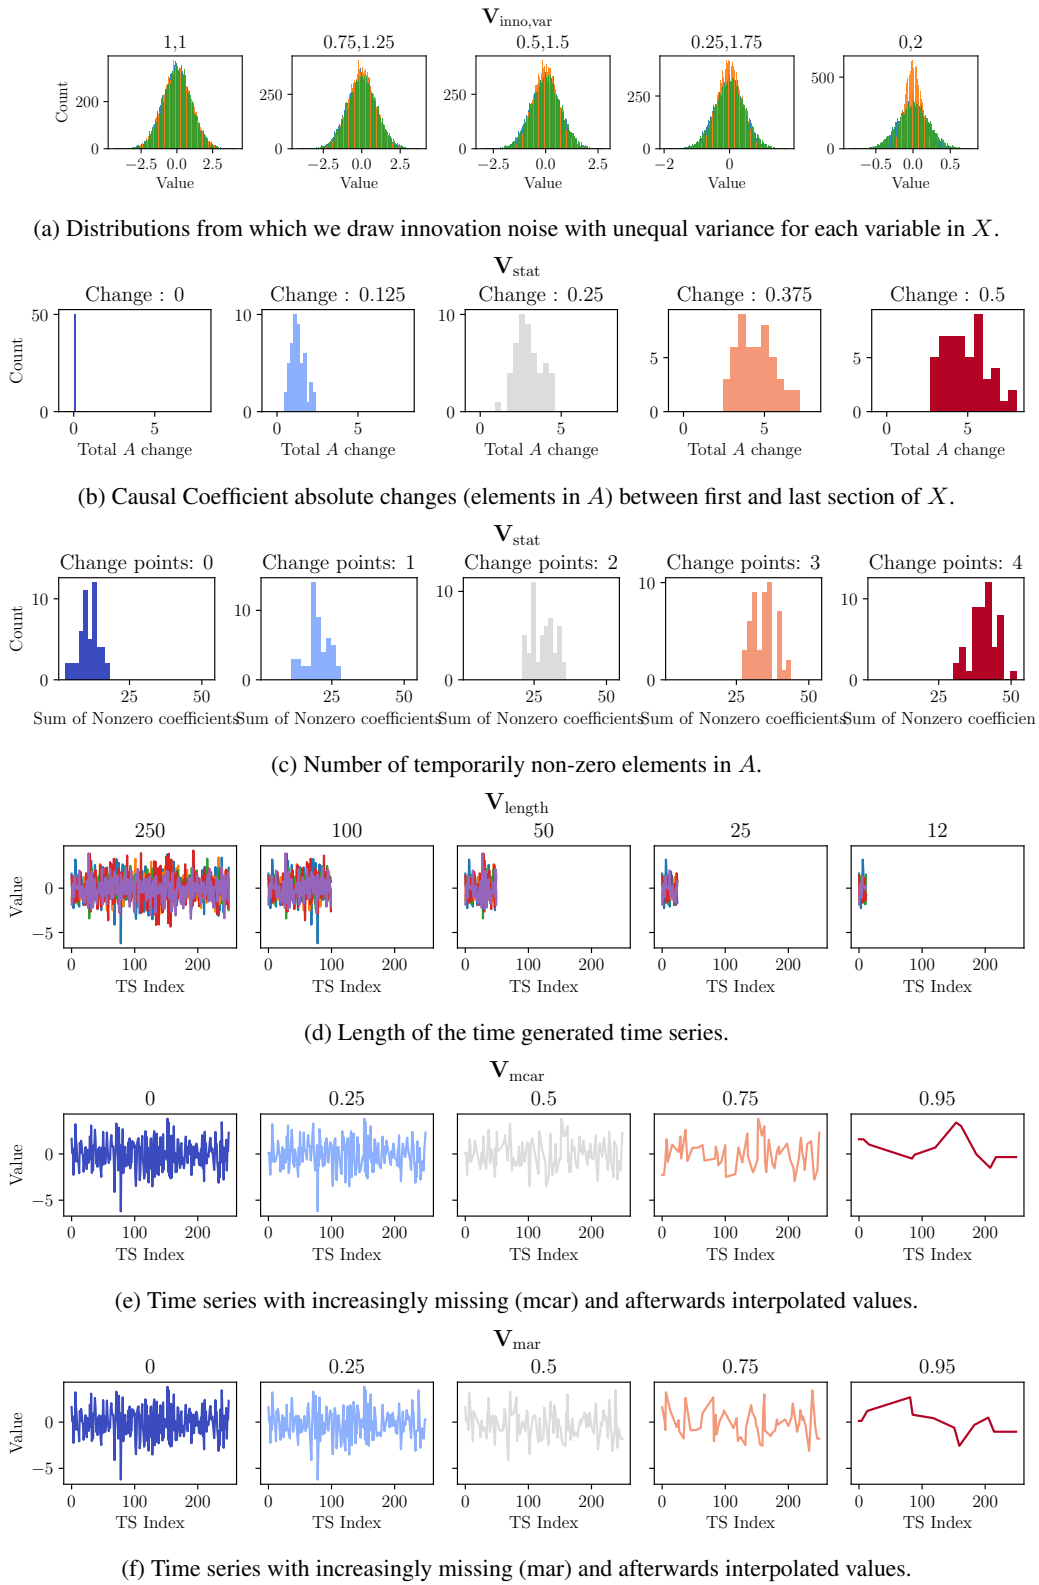 V_inno,var
1,1 0.75,1.25 0.5,1.5 0.25,1.75 0,2
Count
200 0 250 0 250 0 250 0 500 0
−2.5 0.0 2.5 −2.5 0.0 2.5 −2.5 0.0 2.5 −2 0 −0.5 0.0 0.5
Value Value Value Value Value
(a) Distributions from which we draw innovation noise with unequal variance for each variable in X.
V_stat
Change : 0 Change : 0.125 Change : 0.25 Change : 0.375 Change : 0.5
Count
50 0 10 0 10 0 5 0 5 0
0 5 0 5 0 5 0 5 0 5
Total A change Total A change Total A change Total A change Total A change
(b) Causal Coefficient absolute changes (elements in A) between first and last section of X.
V_stat
Change points: 0 Change points: 1 Change points: 2 Change points: 3 Change points: 4
Count
10 0 10 0 10 0 10 0 10 0
25 50 25 50 25 50 25 50 25 50
Sum of Nonzero coefficients Sum of Nonzero coefficients Sum of Nonzero coefficients Sum of Nonzero coefficients Sum of Nonzero coefficien
(c) Number of temporarily non-zero elements in A.
V_length
250 100 50 25 12
Value
0 −5
0 100 200 0 100 200 0 100 200 0 100 200 0 100 200
TS Index TS Index TS Index TS Index TS Index
(d) Length of the time generated time series.
V_mcar
0 0.25 0.5 0.75 0.95
Value
0 −5
0 100 200 0 100 200 0 100 200 0 100 200 0 100 200
TS Index TS Index TS Index TS Index TS Index
(e) Time series with increasingly missing (mcar) and afterwards interpolated values.
V_mar
0 0.25 0.5 0.75 0.95
Value
0 −5
0 100 200 0 100 200 0 100 200 0 100 200 0 100 200
TS Index TS Index TS Index TS Index TS Index
(f) Time series with increasingly missing (mar) and afterwards interpolated values.